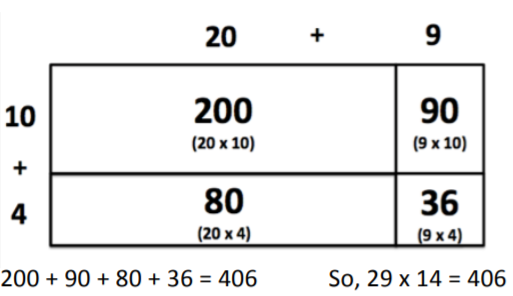 20 + 9
10 200 90
(20 x 10) (9 x 10)
+
4 80 36
(20 x 4) (9 x 4)
200 + 90 + 80 + 36 = 406 So, 29 x 14 = 406